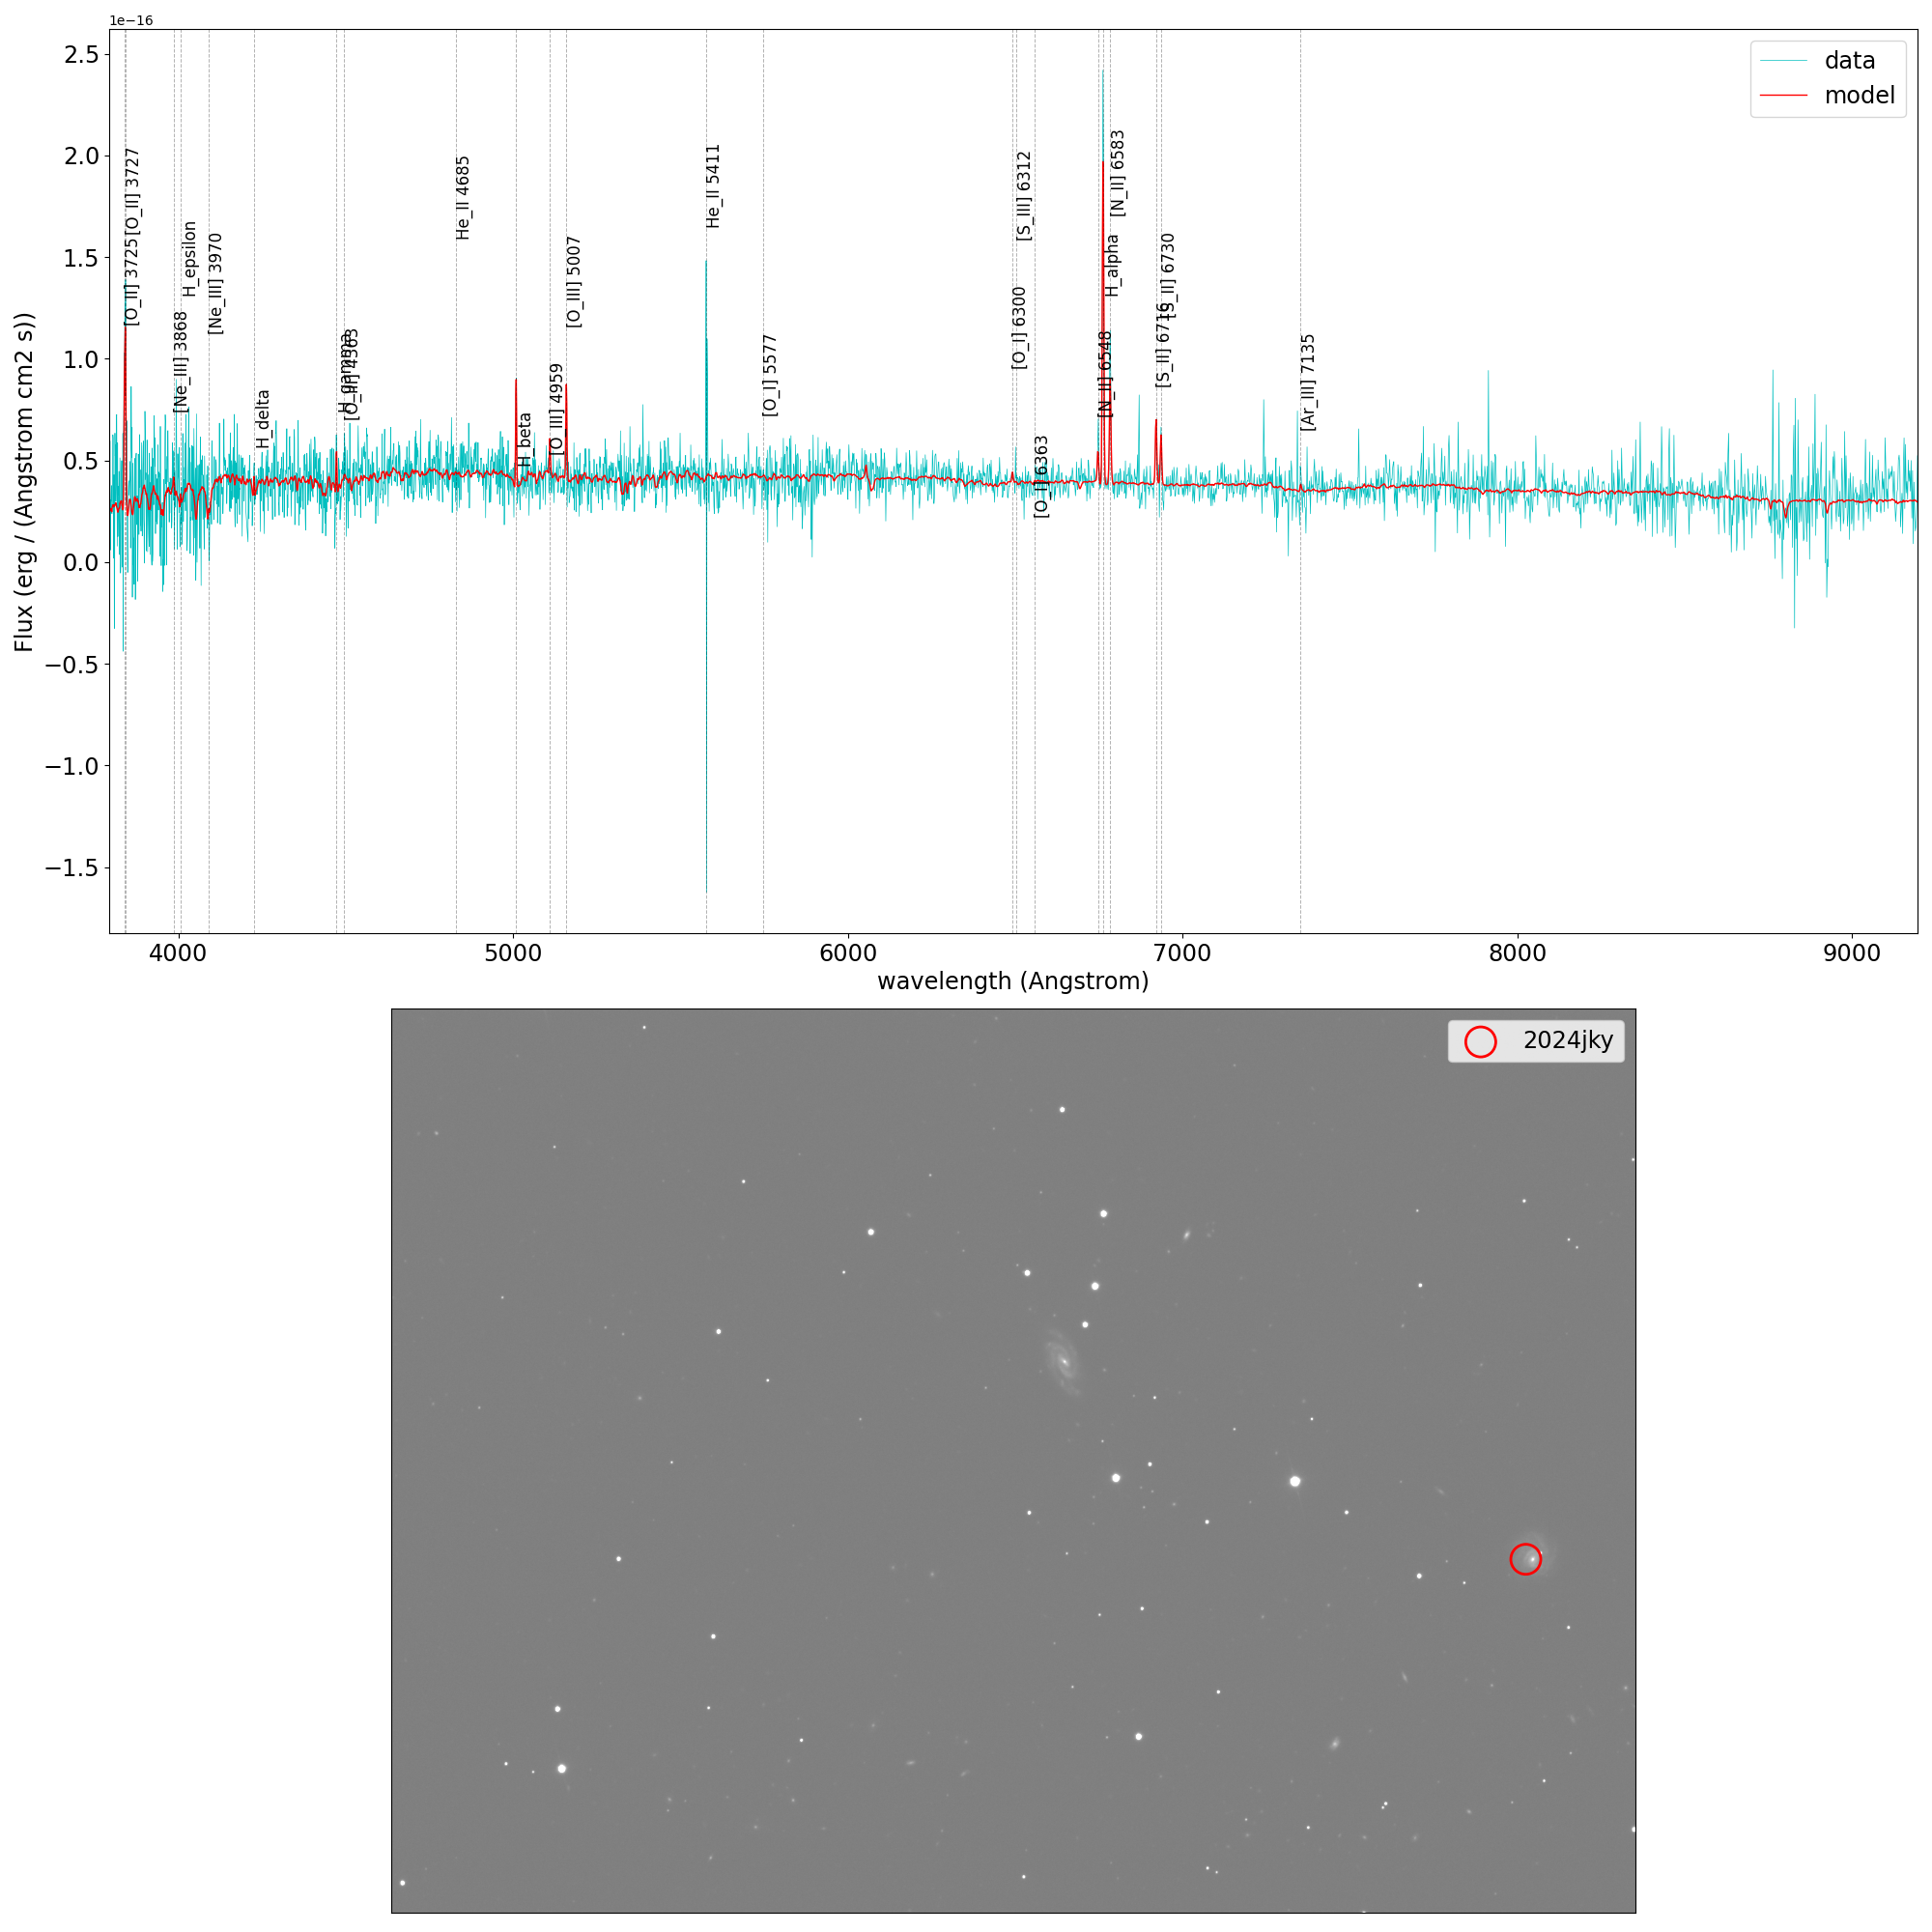 1e−16
data
model
2.5
2.0
1.5
1.0
0.5
0.0
−0.5
−1.0
−1.5
Flux (erg / (Angstrom cm2 s))
[O_II] 3725
[O_II] 3727
[Ne_III] 3868
H_epsilon
[Ne_III] 3970
H_delta
H_gamma
[O_III] 4363
He_II 4685
H_beta
[O_III] 4959
[O_III] 5007
He_II 5411
[O_I] 5577
[O_I] 6300
[S_III] 6312
[O_I] 6363
[N_II] 6548
H_alpha
[N_II] 6583
[S_II] 6716
[S_II] 6730
[Ar_III] 7135
4000 5000 6000 7000 8000 9000
wavelength (Angstrom)
2024jky